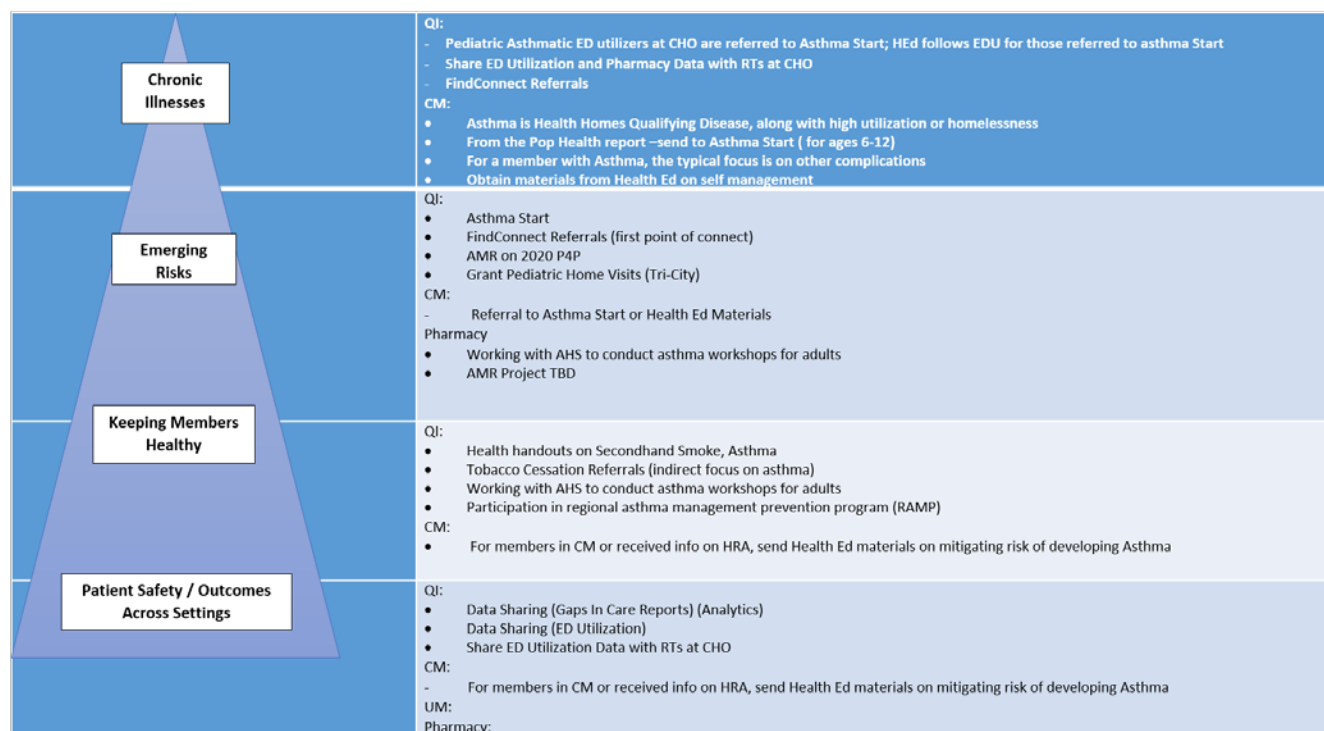 Chronic
Illnesses
QI:
- Pediatric Asthmatic ED utilizers at CHO are referred to Asthma Start; HEd follows EDU for those referred to asthma Start
- Share ED Utilization and Pharmacy Data with RTs at CHO
- FindConnect Referrals
CM:
• Asthma is Health Homes Qualifying Disease, along with high utilization or homelessness
• From the Pop Health report –send to Asthma Start ( for ages 6-12)
• For a member with Asthma, the typical focus is on other complications
• Obtain materials from Health Ed on self management
Emerging
Risks
QI:
• Asthma Start
• FindConnect Referrals (first point of connect)
• AMR on 2020 P4P
• Grant Pediatric Home Visits (Tri-City)
CM:
- Referral to Asthma Start or Health Ed Materials
Pharmacy
• Working with AHS to conduct asthma workshops for adults
• AMR Project TBD
Keeping Members
Healthy
QI:
• Health handouts on Secondhand Smoke, Asthma
• Tobacco Cessation Referrals (indirect focus on asthma)
• Working with AHS to conduct asthma workshops for adults
• Participation in regional asthma management prevention program (RAMP)
CM:
• For members in CM or received info on HRA, send Health Ed materials on mitigating risk of developing Asthma
Patient Safety / Outcomes
Across Settings
QI:
• Data Sharing (Gaps In Care Reports) (Analytics)
• Data Sharing (ED Utilization)
• Share ED Utilization Data with RTs at CHO
CM:
- For members in CM or received info on HRA, send Health Ed materials on mitigating risk of developing Asthma
UM:
Pharmacy: